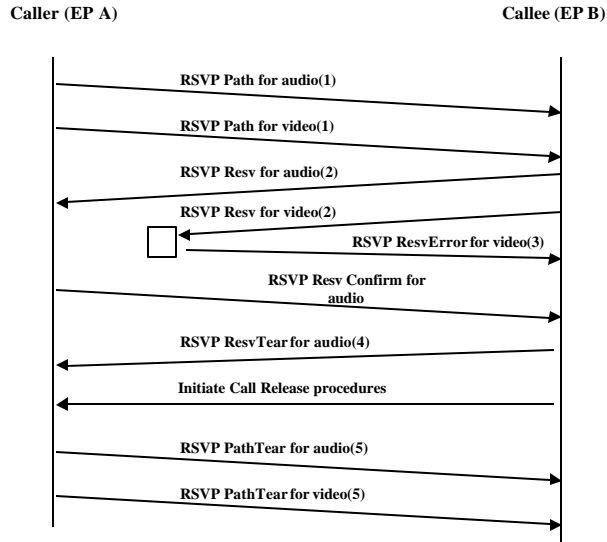 Caller (EP A)
Callee (EP B)
RSVP Path for audio(1)
RSVP Path for video(1)
RSVP Resv for audio(2)
RSVP Resv for video(2)
RSVP ResvError for video(3)
RSVP Resv Confirm for
audio
RSVP ResvTear for audio(4)
Initiate Call Release procedures
RSVP PathTear for audio(5)
RSVP PathTear for video(5)